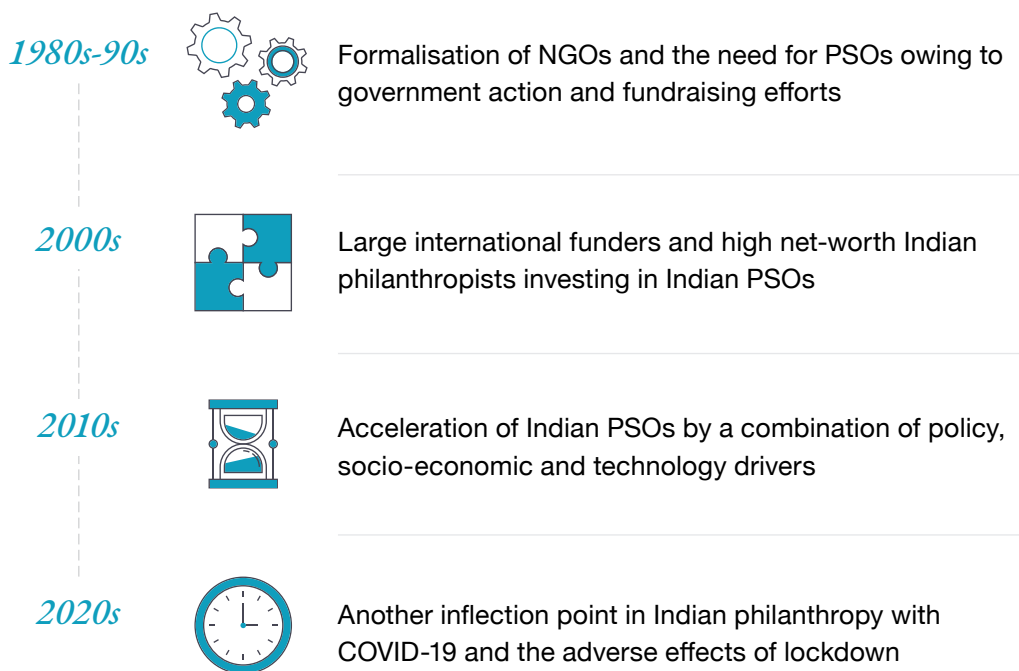 1980s-90s
Formalisation of NGOs and the need for PSOs owing to
government action and fundraising efforts
2000s
Large international funders and high net-worth Indian
philanthropists investing in Indian PSOs
2010s
Acceleration of Indian PSOs by a combination of policy,
socio-economic and technology drivers
2020s
Another inflection point in Indian philanthropy with
COVID-19 and the adverse effects of lockdown